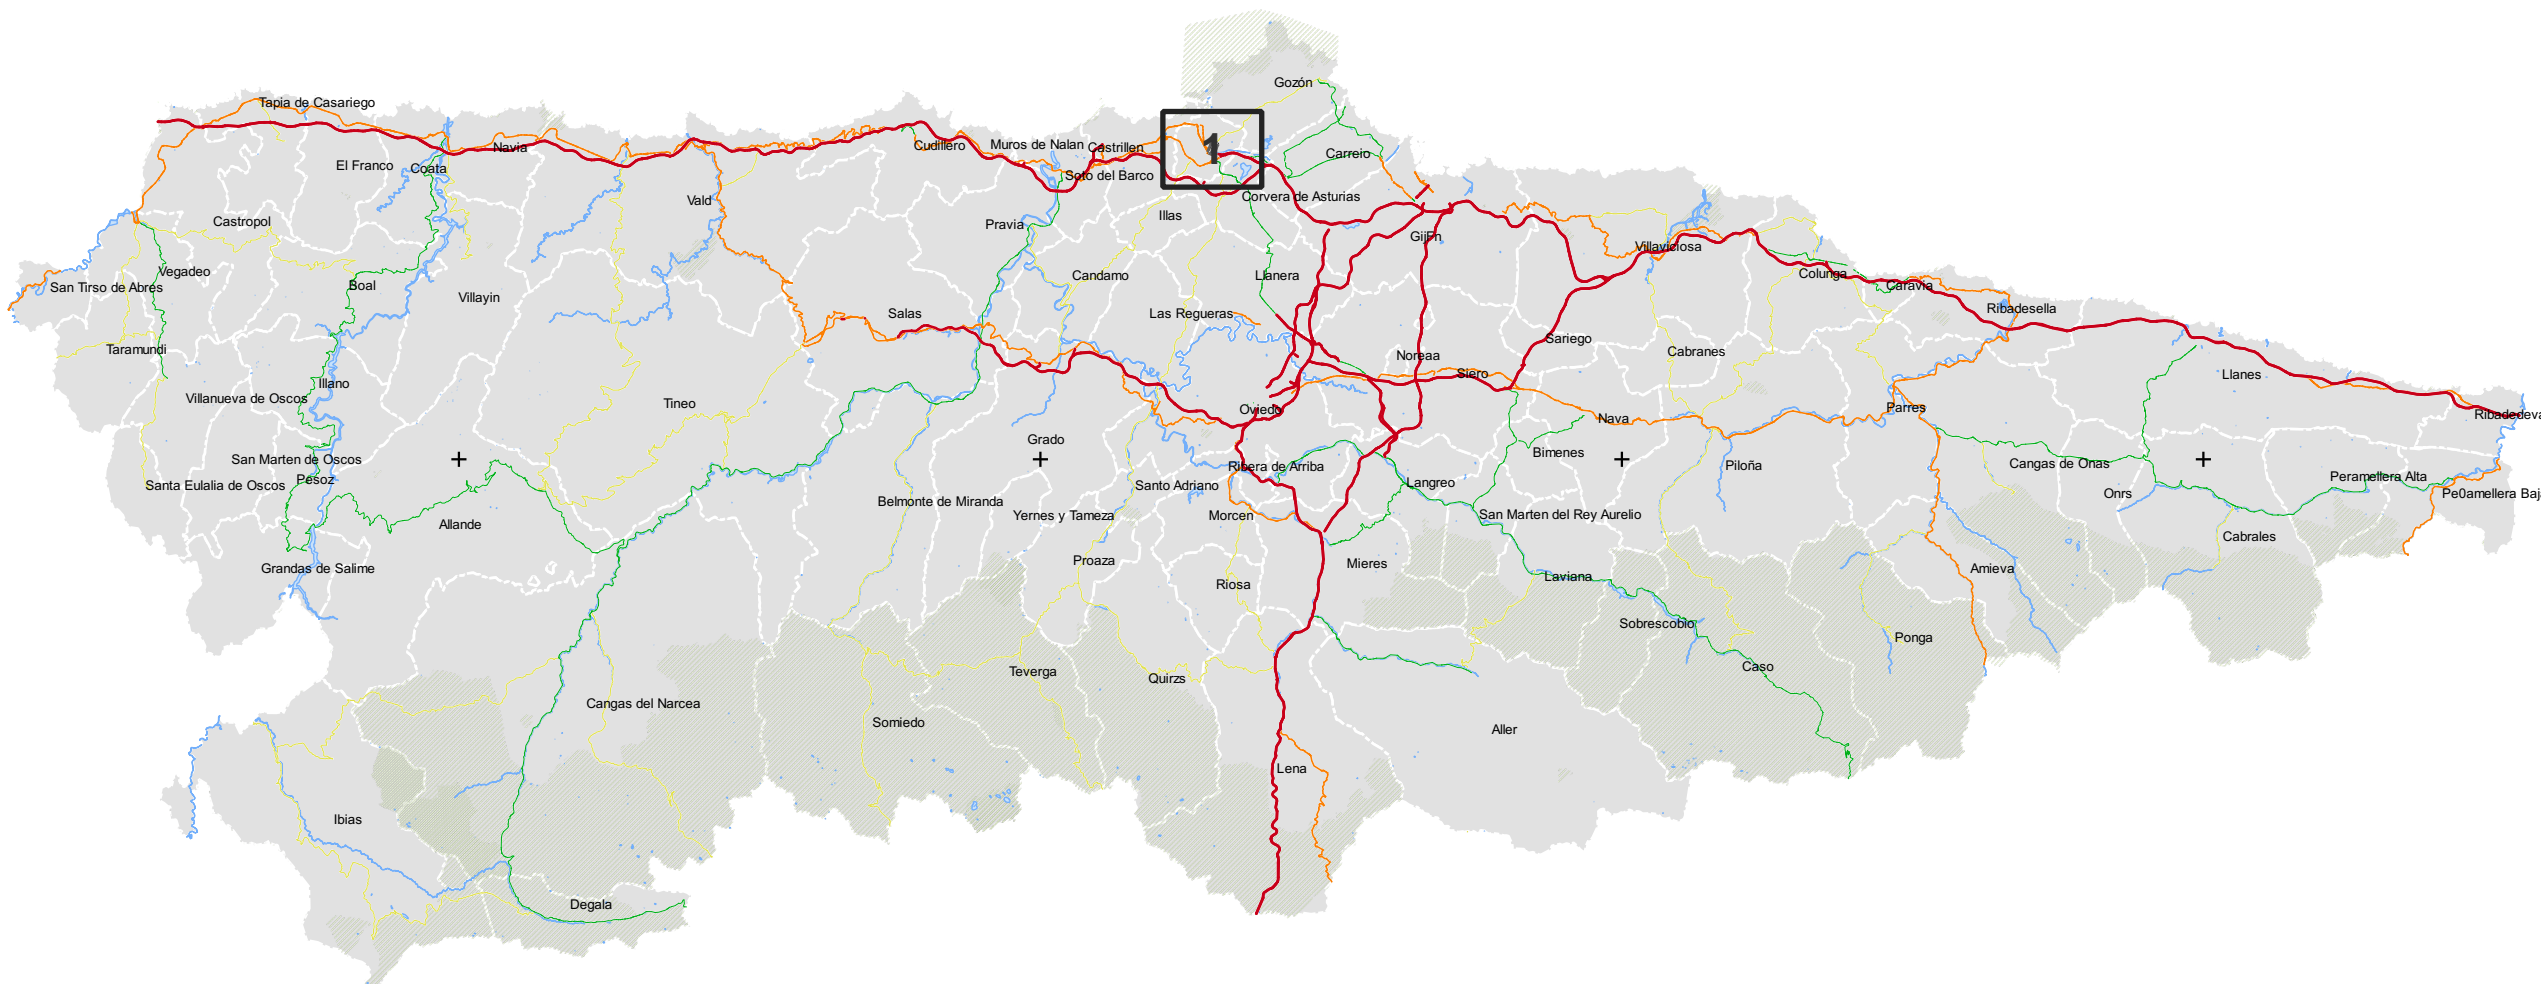 Gozón
Tapia de Casariego
1
Muros de Nalan
Castrillen
Cudillero
Navia
Carreio
El Franco
Coata
Soto del Barco
Vald
Corvera de Asturias
Illas
Castropol
Pravia
GijFn
Villaviciosa
Vegadeo
San Tirso de Abres
Boal
Villayin
Candamo
Llanera
Colunga
Caravia
Salas
Las Regueras
Ribadesella
Taramundi
Sariego
Noreaa
Cabranes
Illano
Siero
Llanes
Villanueva de Oscos
Tineo
Oviedo
Nava
Parres
Ribadedeva
Grado
San Marten de Oscos
Pesoz
Santa Eulalia de Oscos
Ribera de Arriba
Bimenes
Piloña
Cangas de Onas
Belmonte de Miranda
Santo Adriano
Langreo
Peramellera Alta
Onrs
Pe0amellera Baj
Allande
Yernes y Tameza
Morcen
San Marten del Rey Aurelio
Cabrales
Grandas de Salime
Proaza
Riosa
Mieres
Laviana
Amieva
Sobrescobio
Ponga
Teverga
Quirzs
Caso
Cangas del Narcea
Somiedo
Aller
Lena
Ibias
Degala